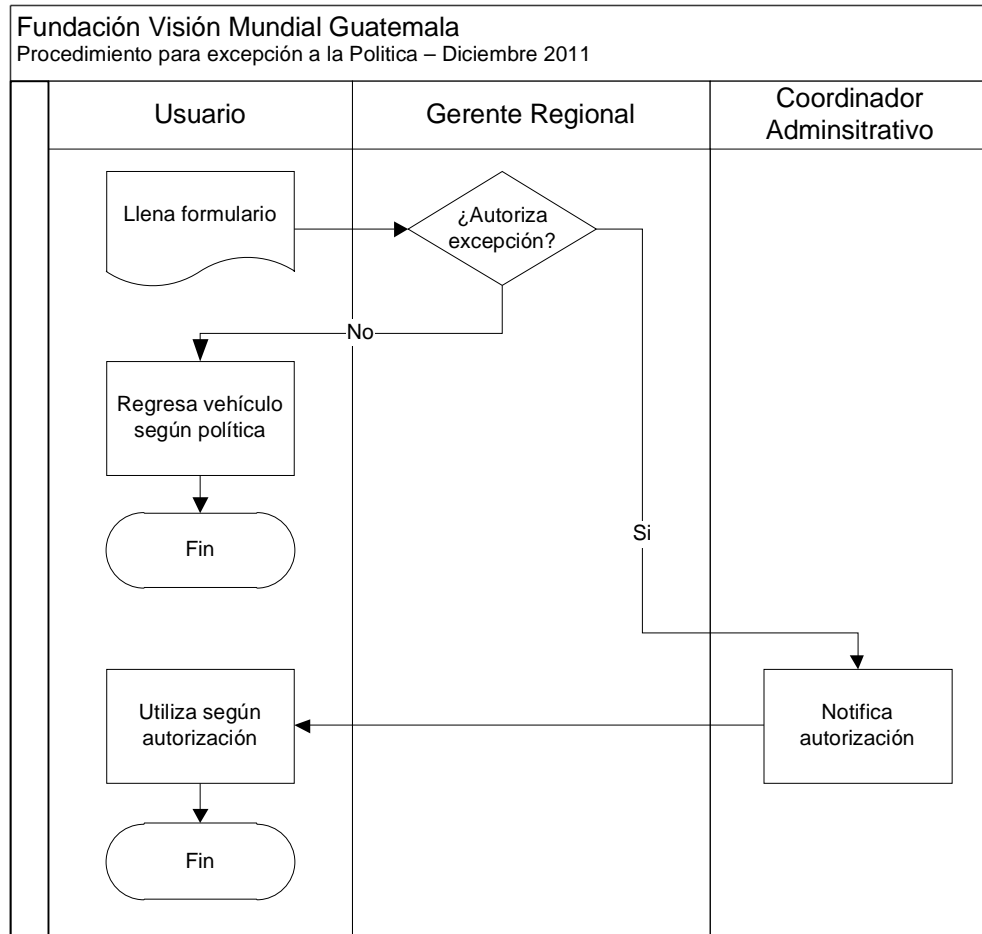 Fundación Visión Mundial Guatemala
Procedimiento para excepción a la Politica – Diciembre 2011
Usuario
Gerente Regional
Coordinador
Adminsitrativo
Llena formulario
¿Autoriza
excepción?
No
Regresa vehículo
según política
Fin
Si
Utiliza según
autorización
Notifica
autorización
Fin